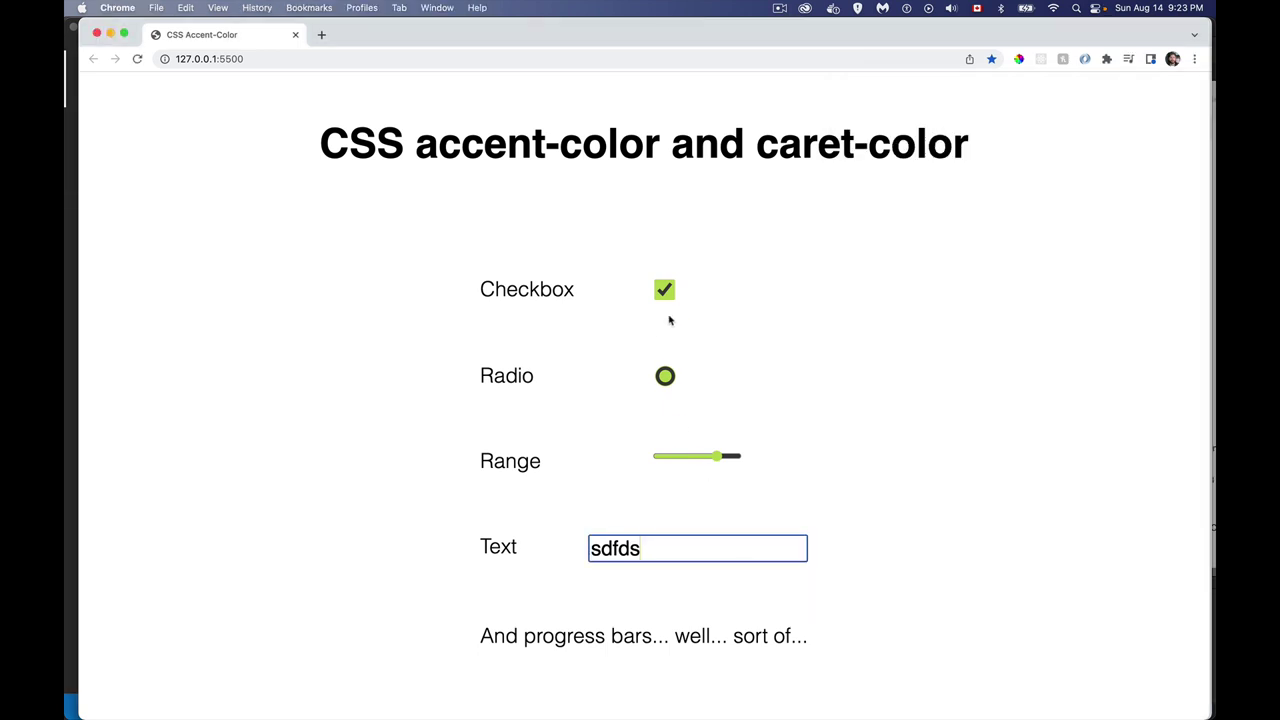 Chrome File Edit View History Bookmarks Profiles Tab Window Help Sun Aug 14 9:23 PM
CSS Accent-Color
127.0.0.1:5500
CSS accent-color and caret-color
Checkbox
Radio
Range
Text sdfds
And progress bars... well... sort of...